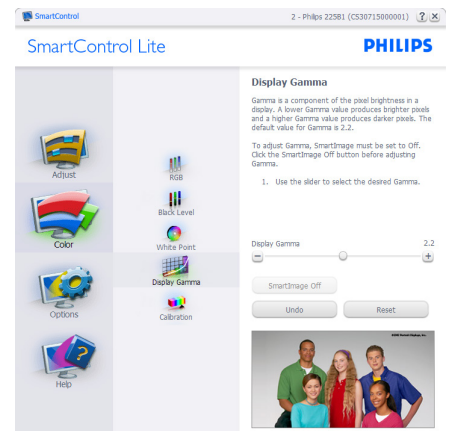 SmartControl
2 - Philips 225B1 (CS30715000001)
SmartControl Lite
PHILIPS
Adjust
Color
Options
Help
RGB
Black Level
White Point
Display Gamma
Calibration
Display Gamma
Gamma is a component of the pixel brightness in a
display. A lower Gamma value produces brighter pixels
and a higher Gamma value produces darker pixels. The
default value for Gamma is 2.2.
To adjust Gamma, SmartImage must be set to Off.
Click the SmartImage Off button before adjusting
Gamma.
1. Use the slider to select the desired Gamma.
Display Gamma 2.2
SmartImage Off
Undo Reset